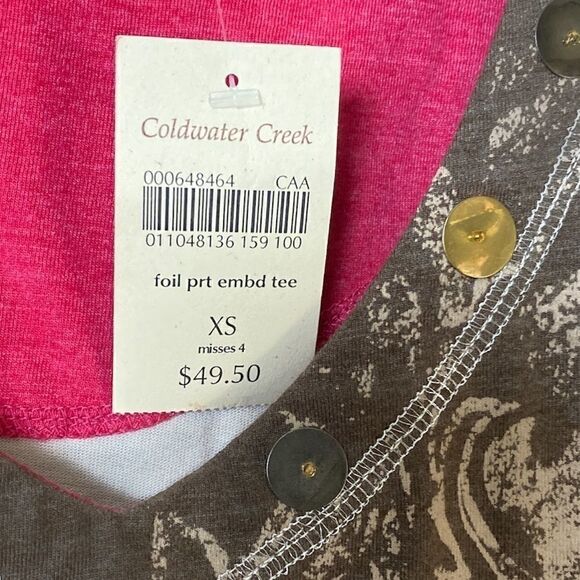 Coldwater Creek
000648464 CAA
011048136 159 100
foil prt embd tee
XS
misses 4
$49.50